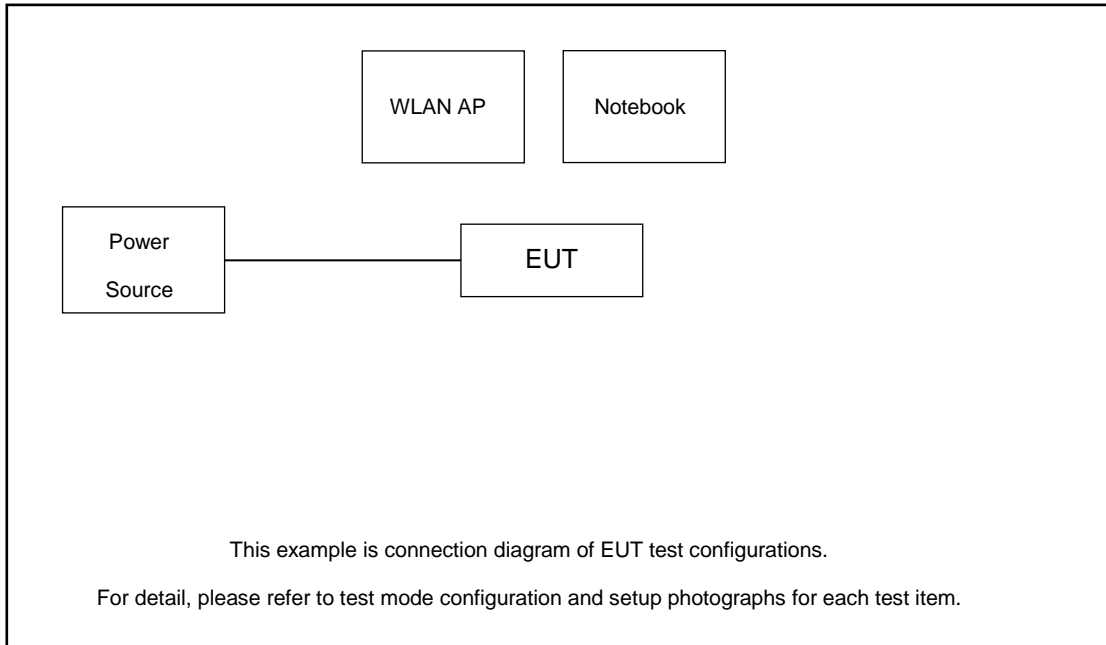 WLAN AP
Notebook
Power
Source
EUT
This example is connection diagram of EUT test configurations.
For detail, please refer to test mode configuration and setup photographs for each test item.